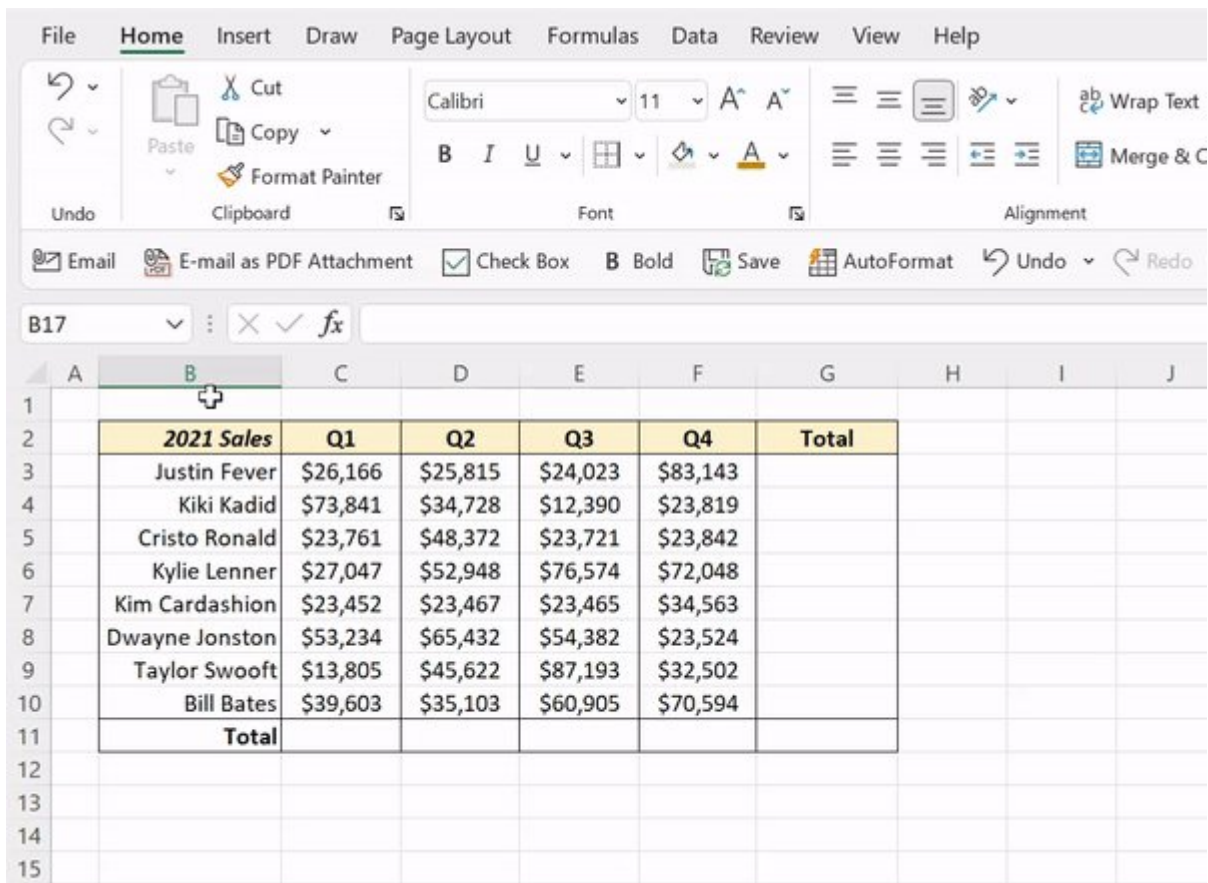 File Home Insert Draw Page Layout Formulas Data Review View Help
Cut
Copy
Paste
Format Painter
Calibri 11 A A
B I U A
ab Wrap Text
Merge & C
Undo Clipboard Font Alignment
Email E-mail as PDF Attachment Check Box B Bold Save AutoFormat Undo Redo
B17 fx
A B C D E F G H I J
1
2 2021 Sales Q1 Q2 Q3 Q4 Total
3 Justin Fever $26,166 $25,815 $24,023 $83,143
4 Kiki Kadid $73,841 $34,728 $12,390 $23,819
5 Cristo Ronald $23,761 $48,372 $23,721 $23,842
6 Kylie Lenner $27,047 $52,948 $76,574 $72,048
7 Kim Cardashion $23,452 $23,467 $23,465 $34,563
8 Dwayne Jonston $53,234 $65,432 $54,382 $23,524
9 Taylor Swooft $13,805 $45,622 $87,193 $32,502
10 Bill Bates $39,603 $35,103 $60,905 $70,594
11 Total
12
13
14
15